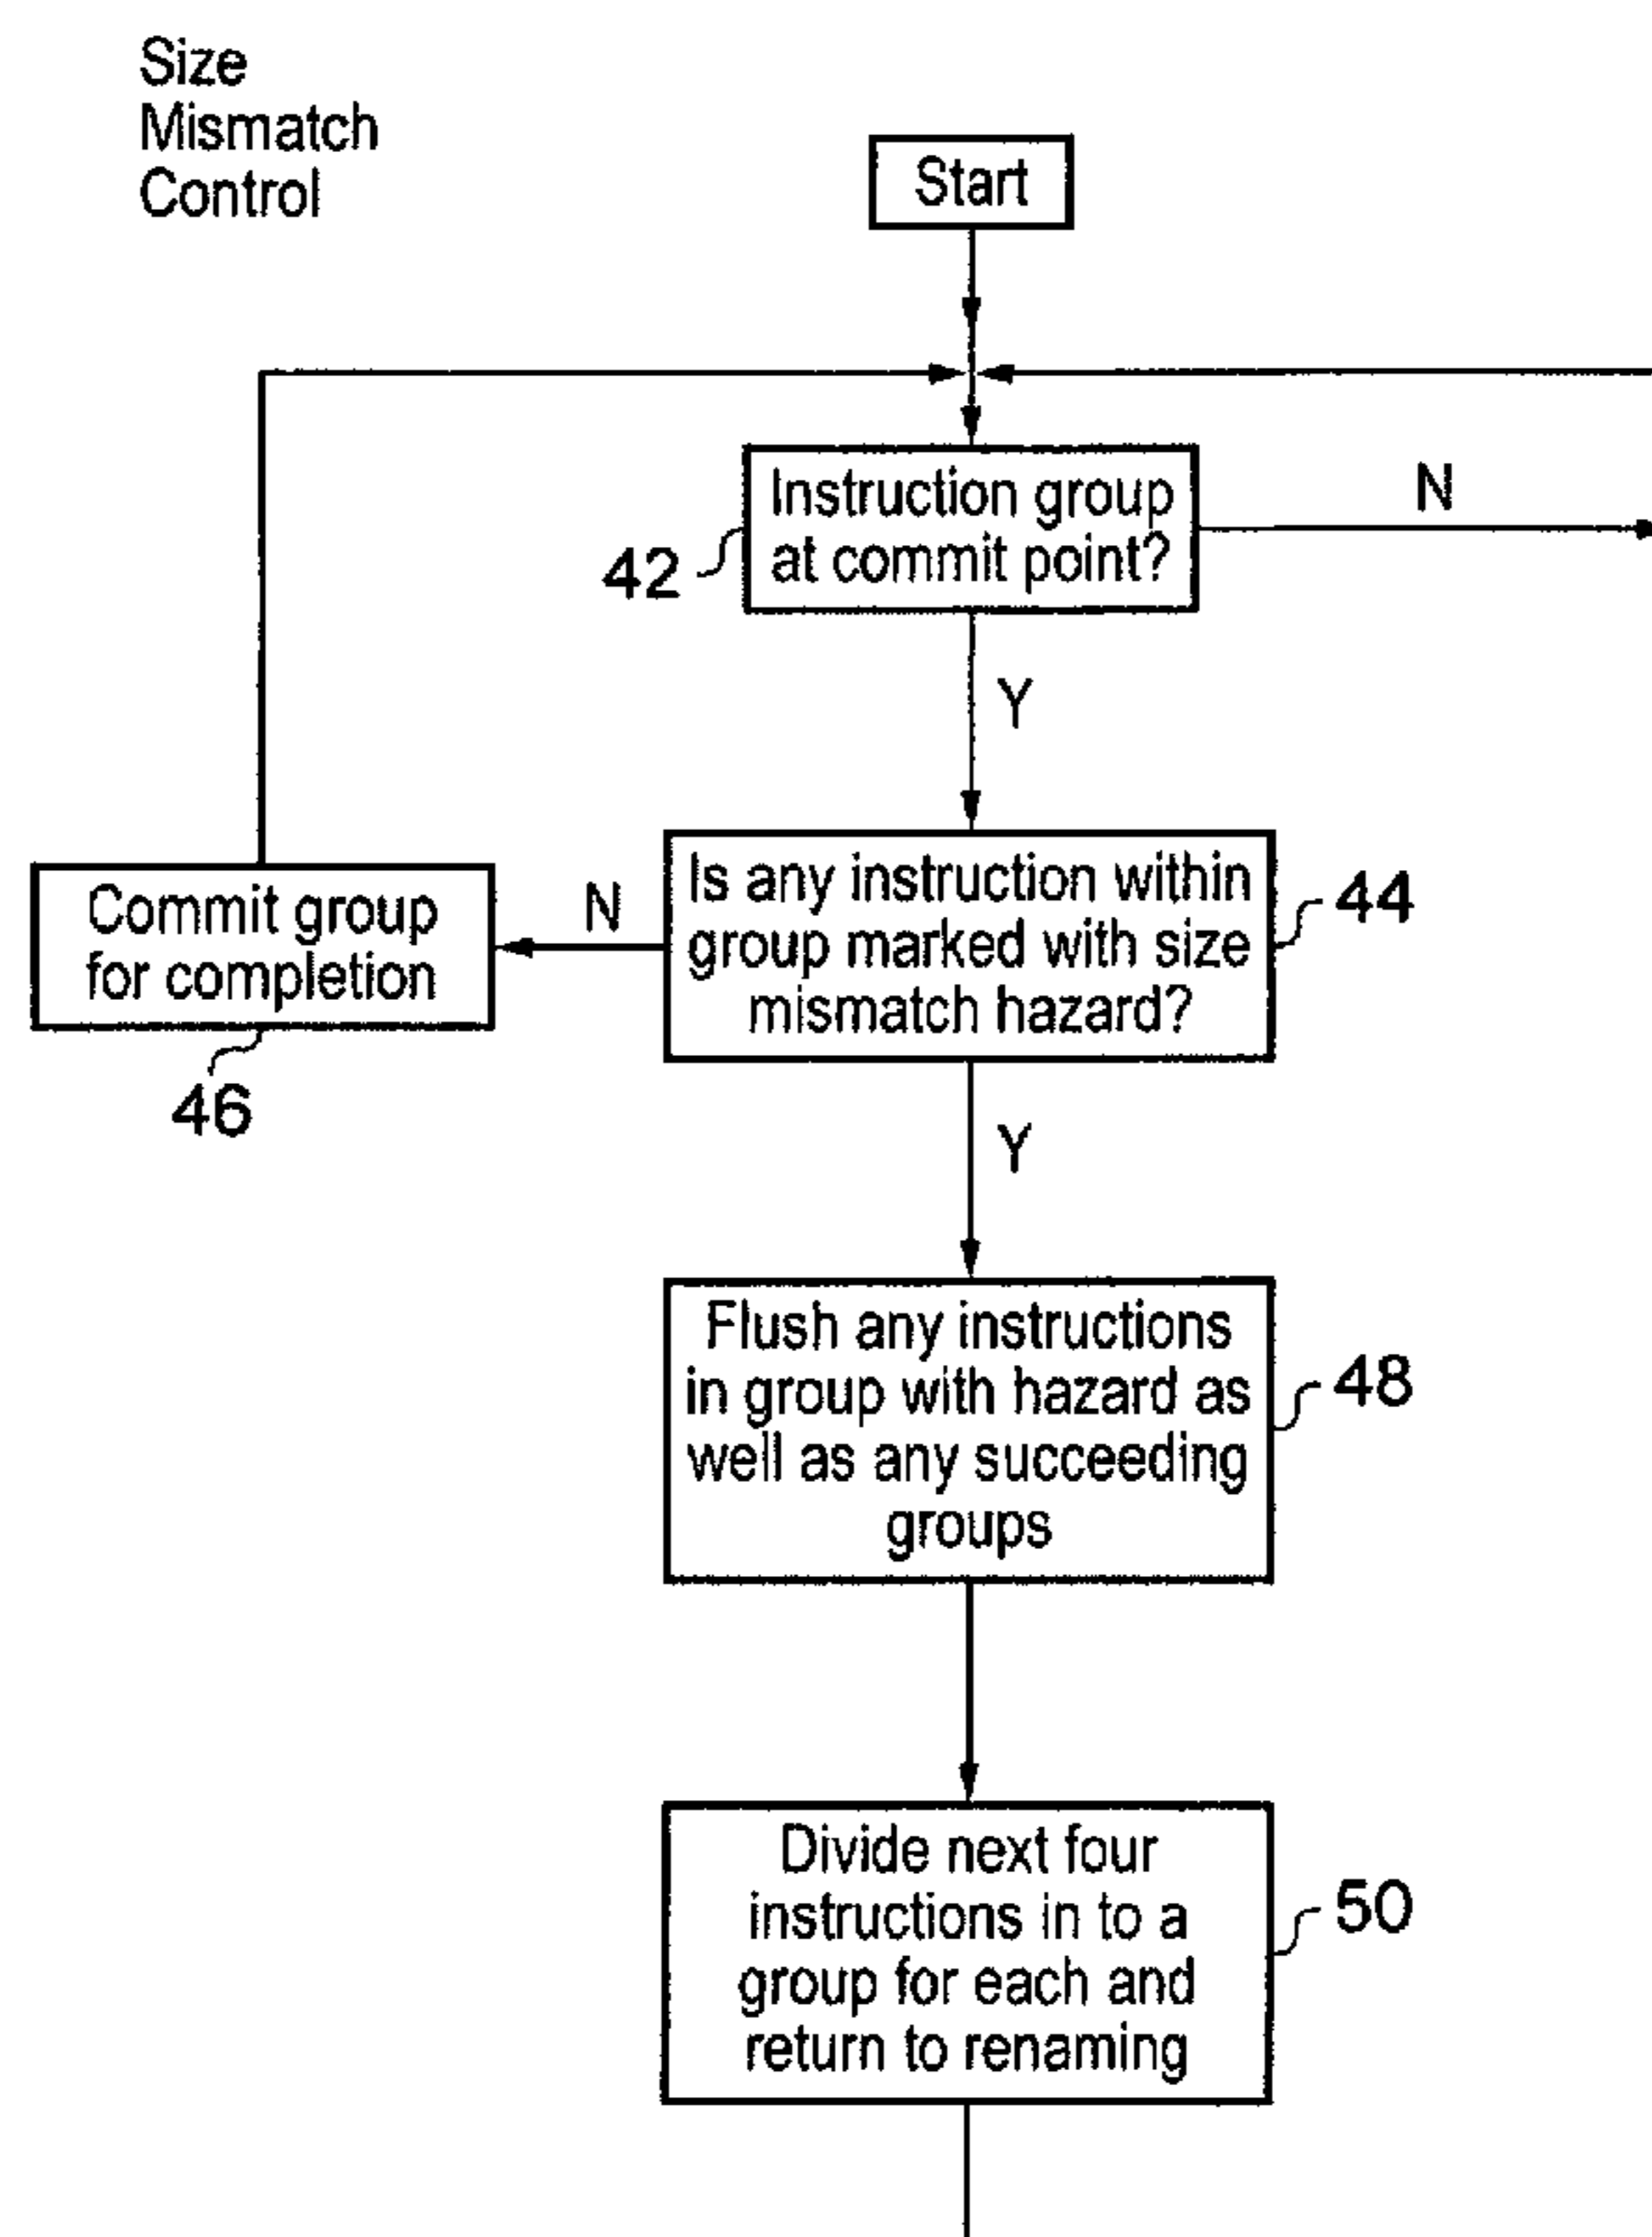 Size
Mismatch
Control
Start
Instruction group
at commit point?
42
N
Y
Is any instruction within
group marked with size
mismatch hazard?
44
N
Commit group
for completion
46
Y
Flush any instructions
in group with hazard as
well as any succeeding
groups
48
Divide next four
instructions in to a
group for each and
return to renaming
50